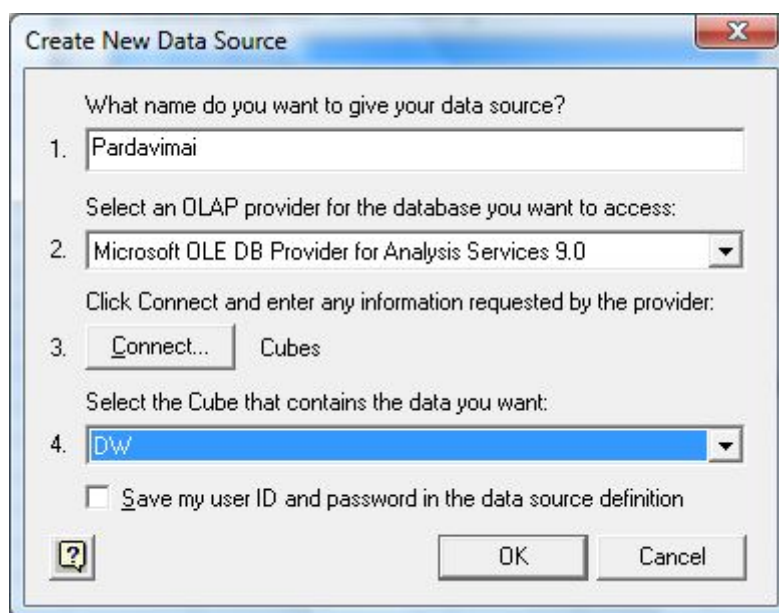 Create New Data Source
What name do you want to give your data source?
1. Pardavimai
Select an OLAP provider for the database you want to access:
2. Microsoft OLE DB Provider for Analysis Services 9.0
Click Connect and enter any information requested by the provider:
3. Connect... Cubes
Select the Cube that contains the data you want:
4. DW
Save my user ID and password in the data source definition
? OK Cancel